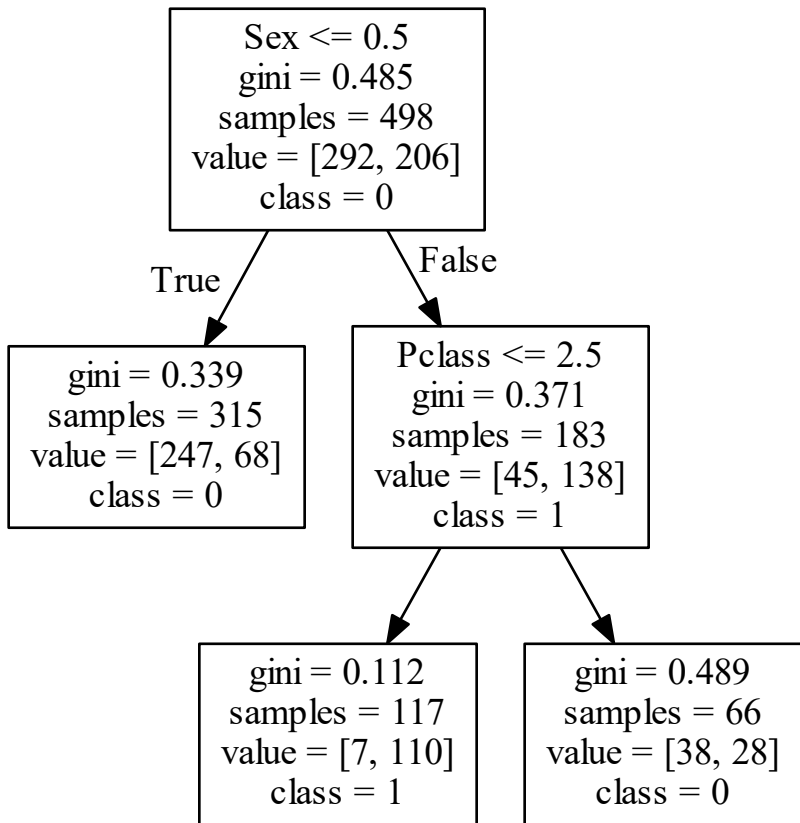 Sex <= 0.5
gini = 0.485
samples = 498
value = [292, 206]
class = 0
True
False
gini = 0.339
samples = 315
value = [247, 68]
class = 0
Pclass <= 2.5
gini = 0.371
samples = 183
value = [45, 138]
class = 1
gini = 0.112
samples = 117
value = [7, 110]
class = 1
gini = 0.489
samples = 66
value = [38, 28]
class = 0